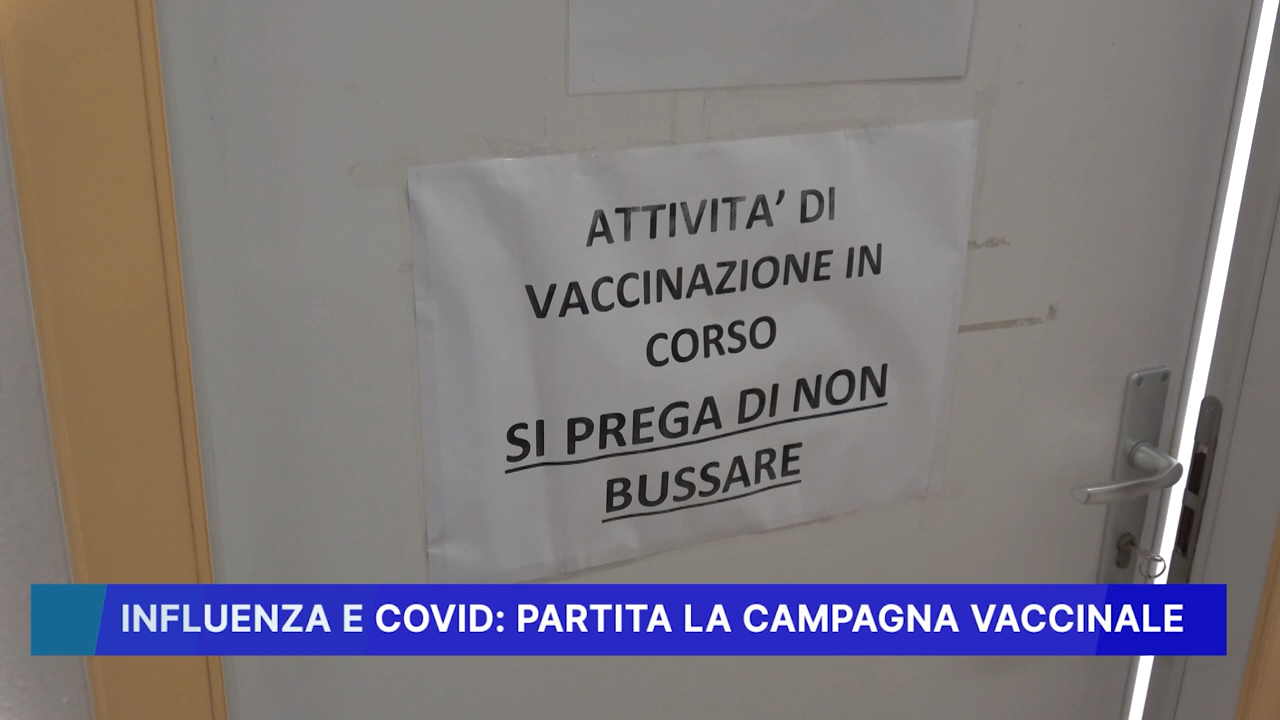 ATTIVITA’ DI
VACCINAZIONE IN
CORSO
SI PREGA DI NON
BUSSARE
INFLUENZA E COVID: PARTITA LA CAMPAGNA VACCINALE